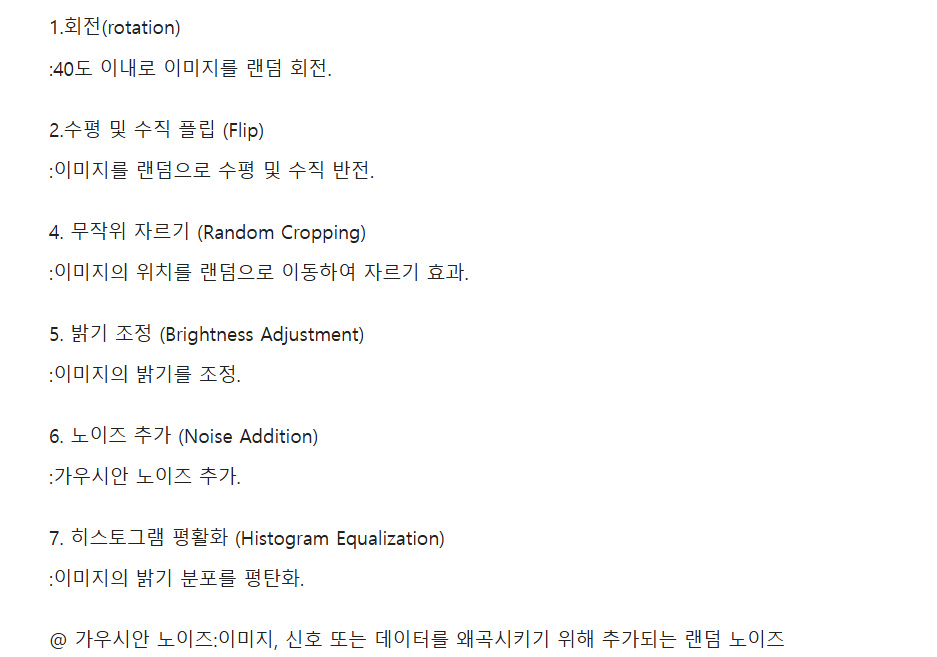 1.회전(rotation)
:40도 이내로 이미지를 랜덤 회전.
2.수평 및 수직 플립 (Flip)
:이미지를 랜덤으로 수평 및 수직 반전.
4. 무작위 자르기 (Random Cropping)
:이미지의 위치를 랜덤으로 이동하여 자르기 효과.
5. 밝기 조정 (Brightness Adjustment)
:이미지의 밝기를 조정.
6. 노이즈 추가 (Noise Addition)
:가우시안 노이즈 추가.
7. 히스토그램 평활화 (Histogram Equalization)
:이미지의 밝기 분포를 평탄화.
@ 가우시안 노이즈:이미지, 신호 또는 데이터를 왜곡시키기 위해 추가되는 랜덤 노이즈